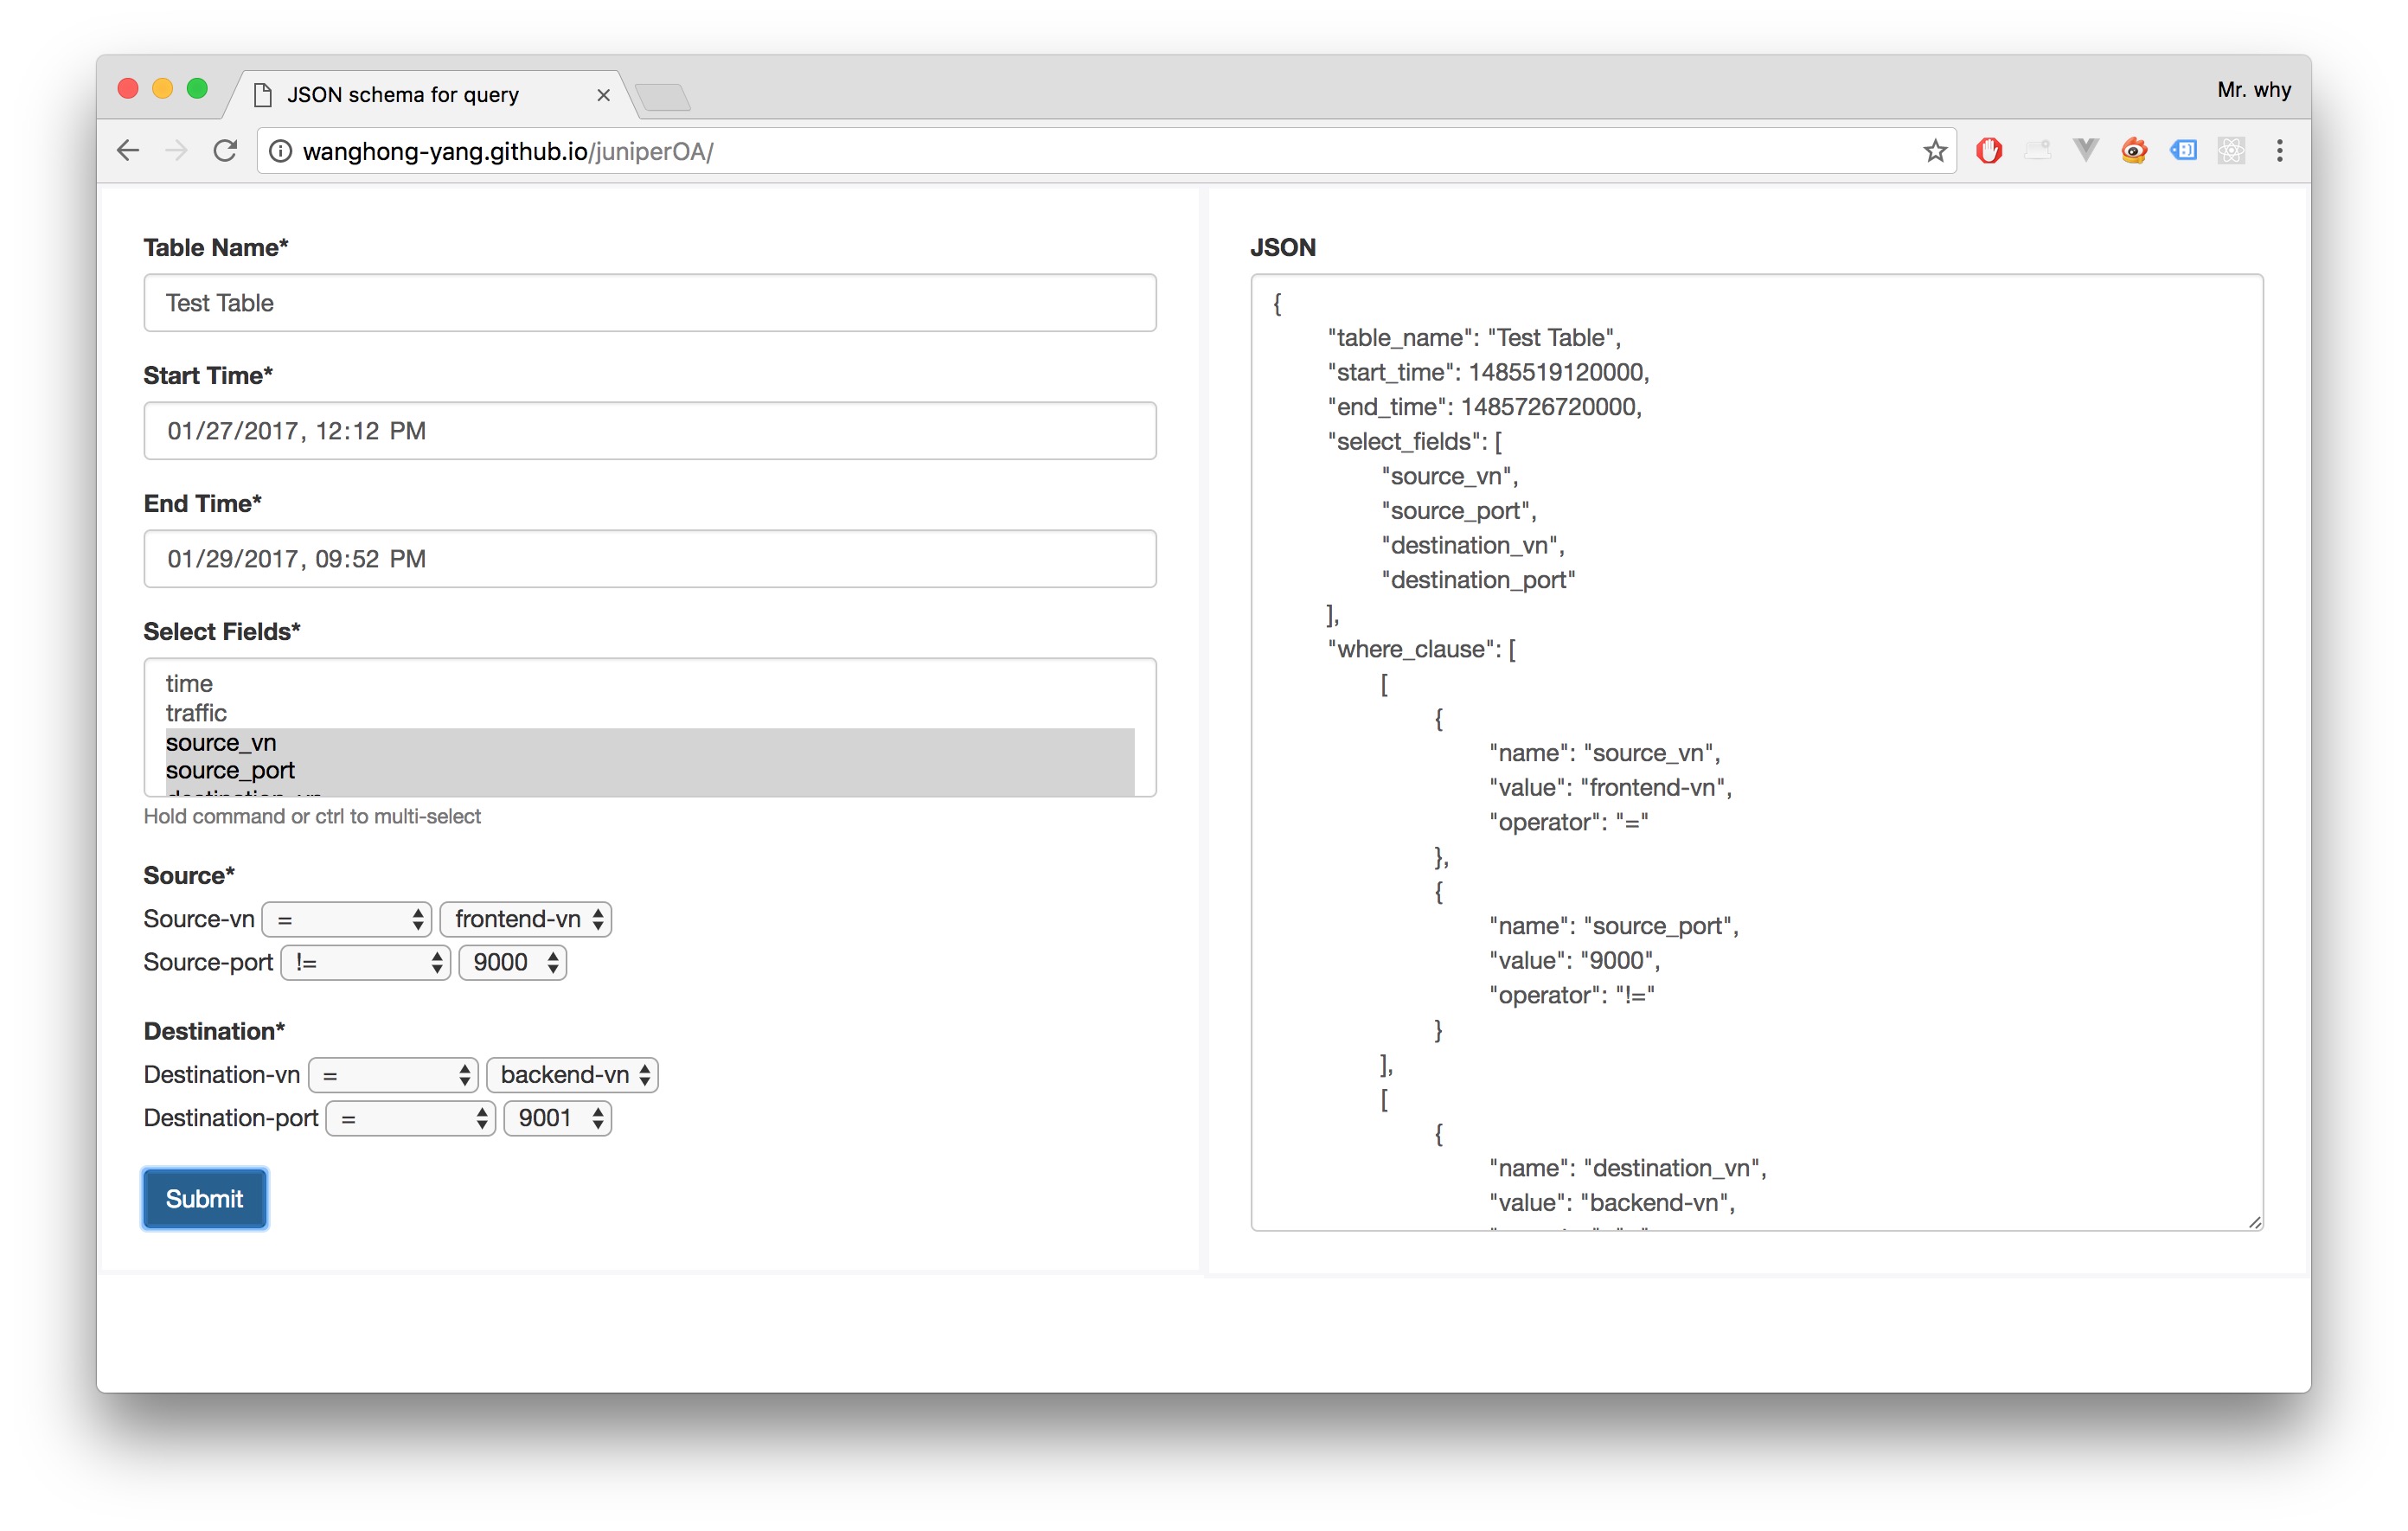 JSON schema for query
Mr. why
wanghong-yang.github.io/juniperOA/
Table Name*
Test Table
Start Time*
01/27/2017, 12:12 PM
End Time*
01/29/2017, 09:52 PM
Select Fields*
time
traffic
source_vn
source_port
Hold command or ctrl to multi-select
Source*
Source-vn = frontend-vn
Source-port != 9000
Destination*
Destination-vn = backend-vn
Destination-port = 9001
Submit
JSON
{
"table_name": "Test Table",
"start_time": 1485519120000,
"end_time": 1485726720000,
"select_fields": [
"source_vn",
"source_port",
"destination_vn",
"destination_port"
],
"where_clause": [
[
{
"name": "source_vn",
"value": "frontend-vn",
"operator": "="
},
{
"name": "source_port",
"value": "9000",
"operator": "!="
}
],
[
{
"name": "destination_vn",
"value": "backend-vn",